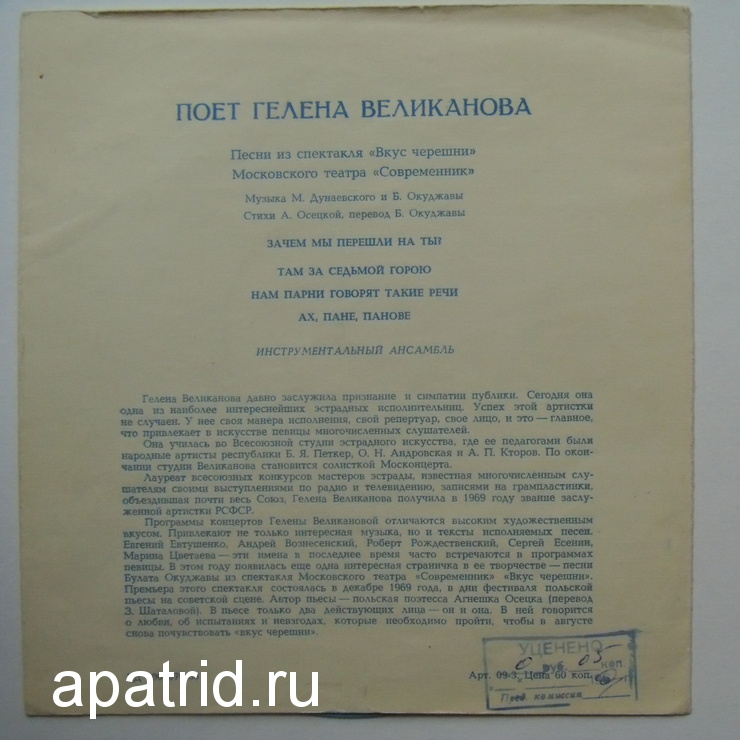 ПОЕТ ГЕЛЕНА ВЕЛИКАНОВА
Песни из спектакля «Вкус черешни»
Московского театра «Современник»
Музыка М. Дунаевского и Б. Окуджавы
Стихи А. Осецкой, перевод Б. Окуджавы
ЗАЧЕМ МЫ ПЕРЕШЛИ НА ТЫ?
ТАМ ЗА СЕДЬМОЙ ГОРОЮ
НАМ ПАРНИ ГОВОРЯТ ТАКИЕ РЕЧИ
АХ, ПАНЕ, ПАНОВЕ
ИНСТРУМЕНТАЛЬНЫЙ АНСАМБЛЬ
Гелена Великанова давно заслужила признание и симпатии публики. Сегодня она
одна из наиболее интереснейших эстрадных исполнительниц. Успех этой артистки
не случаен. У нее своя манера исполнения, свой репертуар, свое лицо, и это — главное,
что привлекает в искусстве певицы многочисленных слушателей.
Она училась во Всесоюзной студии эстрадного искусства, где ее педагогами были
народные артисты республики Б. Я. Петкер, О. Н. Андровская и А. П. Кторов. По окон-
чании студии Великанова становится солисткой Москонцерта.
Лауреат всесоюзных конкурсов мастеров эстрады, известная многочисленным слу-
шателям своими выступлениями по радио и телевидению, записями на грампластинки,
объездившая почти весь Союз, Гелена Великанова получила в 1969 году звание заслу-
женной артистки РСФСР.
Программы концертов Гелены Великановой отличаются высоким художественным
вкусом. Привлекают не только интересная музыка, но и тексты исполняемых песен.
Евгений Евтушенко, Андрей Вознесенский, Роберт Рождественский, Сергей Есенин,
Марина Цветаева — эти имена в последнее время часто встречаются в программах
певицы. В этом году появилась еще одна интересная страничка в ее творчестве — песни
Булата Окуджавы из спектакля Московского театра «Современник» «Вкус черешни».
Премьера этого спектакля состоялась в декабре 1969 года, в дни фестиваля польской
пьесы на советской сцене. Автор пьесы — польская поэтесса Агнешка Осецка (перевод
З. Шаталовой). В пьесе только два действующих лица — он и она. В ней говорится
о любви, об испытаниях и невзгодах, которые необходимо пройти, чтобы в августе
снова почувствовать «вкус черешни».
УЦЕНЕНО
0 руб. 05 коп
Арт. 09-3. Цена 60 коп.
Пред. комиссии
apatrid.ru